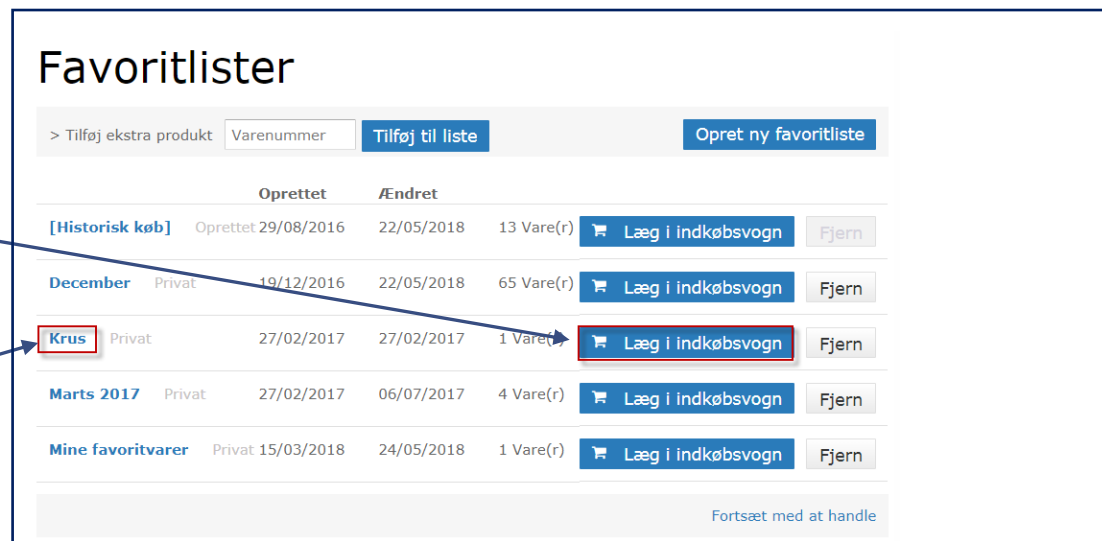 Favoritlister
> Tilføj ekstra produkt Varenummer Tilføj til liste Opret ny favoritliste
Oprettet Ændret
[Historisk køb] Oprettet 29/08/2016 22/05/2018 13 Vare(r) Læg i indkøbsvogn Fjern
December Privat 19/12/2016 22/05/2018 65 Vare(r) Læg i indkøbsvogn Fjern
Krus Privat 27/02/2017 27/02/2017 1 Vare(r) Læg i indkøbsvogn Fjern
Marts 2017 Privat 27/02/2017 06/07/2017 4 Vare(r) Læg i indkøbsvogn Fjern
Mine favoritvarer Privat 15/03/2018 24/05/2018 1 Vare(r) Læg i indkøbsvogn Fjern
Fortsæt med at handle